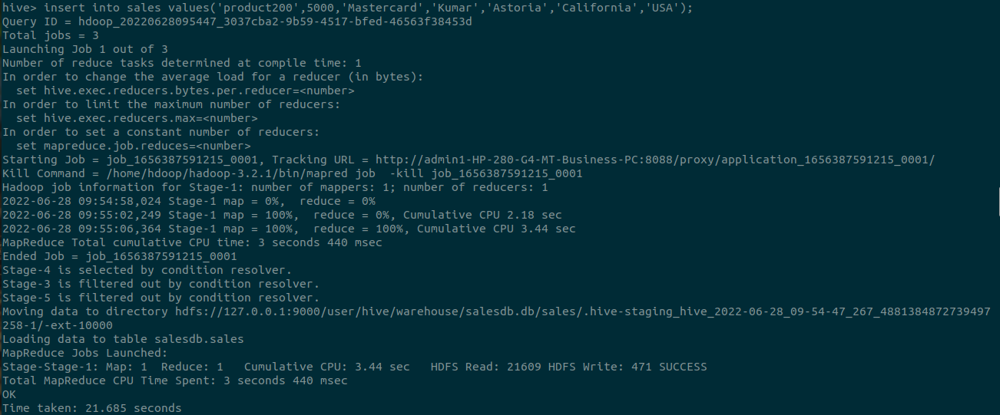 hive> insert into sales values('product200',5000,'Mastercard','Kumar','Astoria','California','USA');
Query ID = hdoop_20220628095447_3037cba2-9b59-4517-bfed-46563f38453d
Total jobs = 3
Launching Job 1 out of 3
Number of reduce tasks determined at compile time: 1
In order to change the average load for a reducer (in bytes):
  set hive.exec.reducers.bytes.per.reducer=<number>
In order to limit the maximum number of reducers:
  set hive.exec.reducers.max=<number>
In order to set a constant number of reducers:
  set mapreduce.job.reduces=<number>
Starting Job = job_1656387591215_0001, Tracking URL = http://admin1-HP-280-G4-MT-Business-PC:8088/proxy/application_1656387591215_0001/
Kill Command = /home/hdoop/hadoop-3.2.1/bin/mapred job  -kill job_1656387591215_0001
Hadoop job information for Stage-1: number of mappers: 1; number of reducers: 1
2022-06-28 09:54:58,024 Stage-1 map = 0%,  reduce = 0%
2022-06-28 09:55:02,249 Stage-1 map = 100%,  reduce = 0%, Cumulative CPU 2.18 sec
2022-06-28 09:55:06,364 Stage-1 map = 100%,  reduce = 100%, Cumulative CPU 3.44 sec
MapReduce Total cumulative CPU time: 3 seconds 440 msec
Ended Job = job_1656387591215_0001
Stage-4 is selected by condition resolver.
Stage-3 is filtered out by condition resolver.
Stage-5 is filtered out by condition resolver.
Moving data to directory hdfs://127.0.0.1:9000/user/hive/warehouse/salesdb.db/sales/.hive-staging_hive_2022-06-28_09-54-47_267_4881384872739497
258-1/-ext-10000
Loading data to table salesdb.sales
MapReduce Jobs Launched:
Stage-Stage-1: Map: 1  Reduce: 1   Cumulative CPU: 3.44 sec   HDFS Read: 21609 HDFS Write: 471 SUCCESS
Total MapReduce CPU Time Spent: 3 seconds 440 msec
OK
Time taken: 21.685 seconds